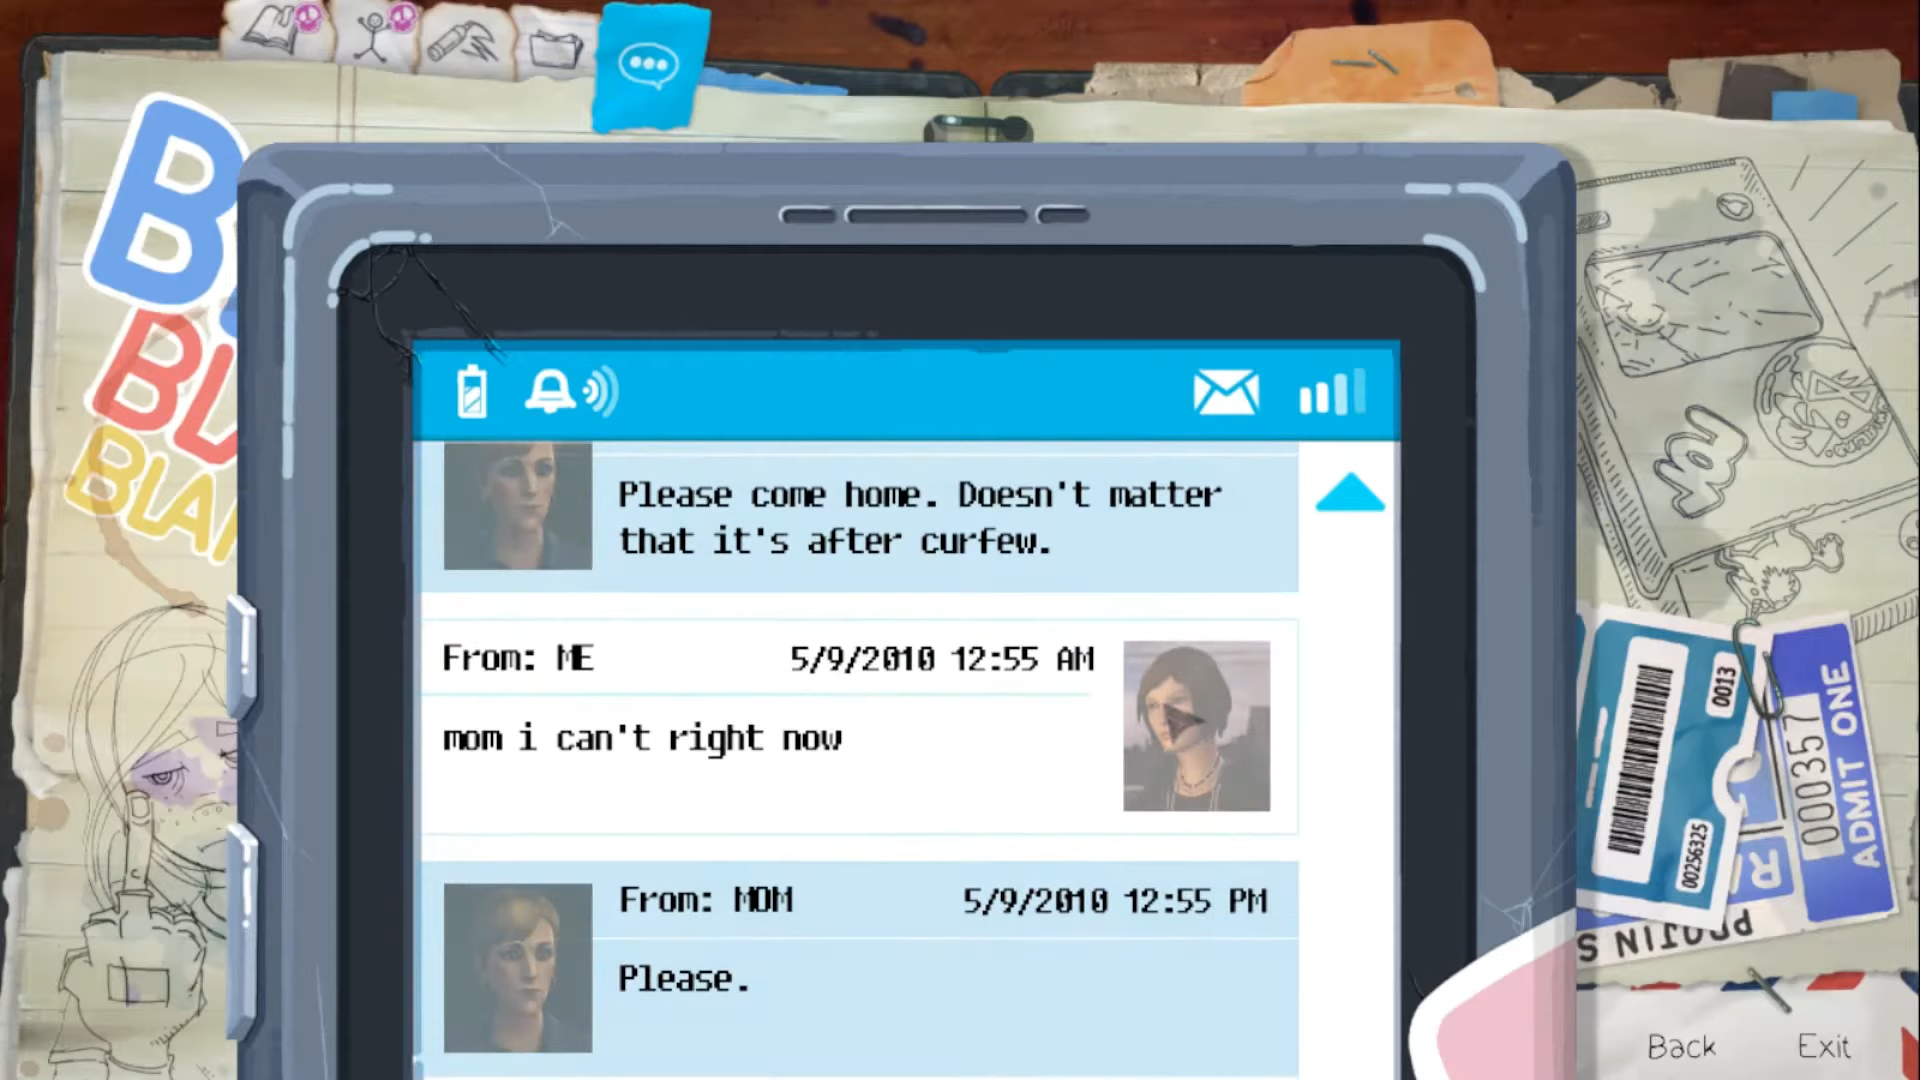 BLAH
Please come home. Doesn't matter
that it's after curfew.
From: ME 5/9/2010 12:55 AM
mom i can't right now
From: MOM 5/9/2010 12:55 PM
Please.
0013
00256325
000357
ADMIT ONE
Back Exit